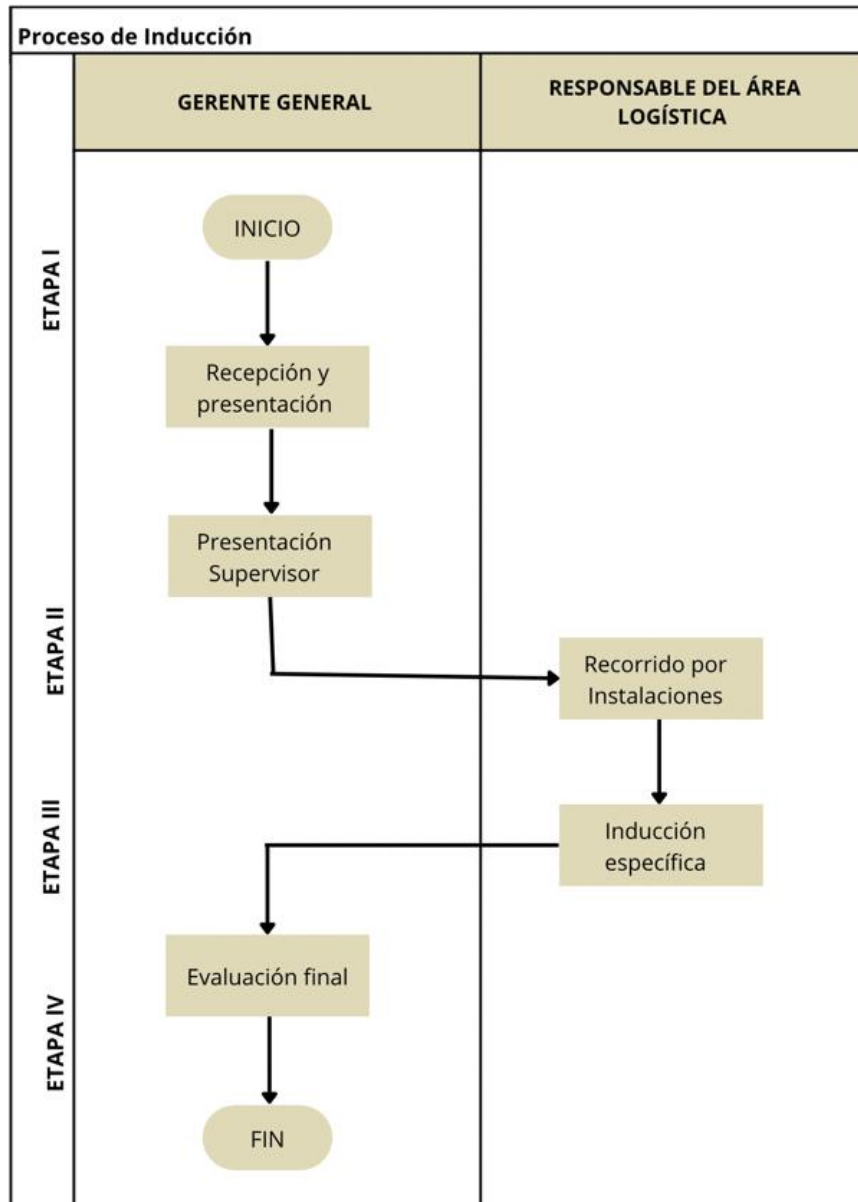 Proceso de Inducción
GERENTE GENERAL
RESPONSABLE DEL ÁREA
LOGÍSTICA
ETAPA I
INICIO
Recepción y
presentación
Presentación
Supervisor
ETAPA II
Recorrido por
Instalaciones
ETAPA III
Inducción
específica
Evaluación final
ETAPA IV
FIN